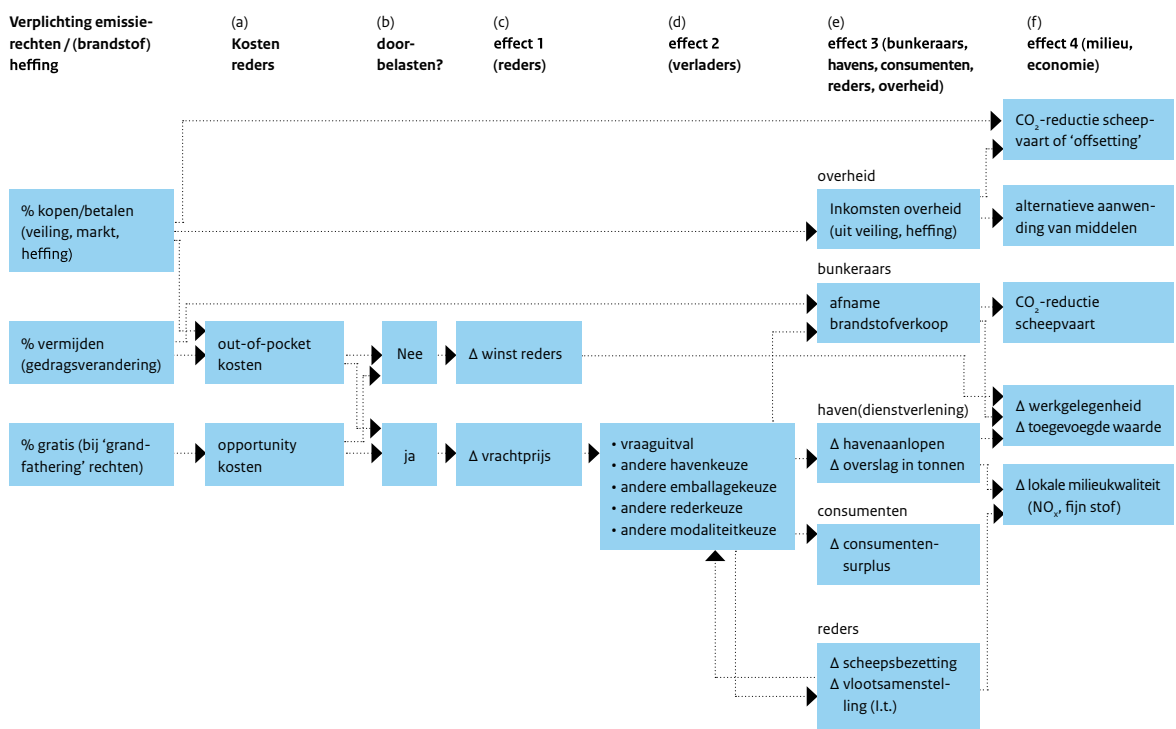 Verplichting emissie-
rechten / (brandstof)
heffing
(a)
Kosten
reders
(b)
door-
belasten?
(c)
effect 1
(reders)
(d)
effect 2
(verladers)
(e)
effect 3 (bunkeraars,
havens, consumenten,
reders, overheid)
(f)
effect 4 (milieu,
economie)
% kopen/betalen
(veiling, markt,
heffing)
% vermijden
(gedragsverandering)
% gratis (bij ‘grand-
fathering’ rechten)
out-of-pocket
kosten
opportunity
kosten
Nee
ja
Δ winst reders
Δ vrachtprijs
• vraaguitval
• andere havenkeuze
• andere emballagekeuze
• andere rederkeuze
• andere modaliteitkeuze
overheid
Inkomsten overheid
(uit veiling, heffing)
bunkeraars
afname
brandstofverkoop
haven(dienstverlening)
Δ havenaanlopen
Δ overslag in tonnen
consumenten
Δ consumenten-
surplus
reders
Δ scheepsbezetting
Δ vlootsamenstel-
ling (l.t.)
CO₂-reductie scheep-
vaart of ‘offsetting’
alternatieve aanwen-
ding van middelen
CO₂-reductie
scheepvaart
Δ werkgelegenheid
Δ toegevoegde waarde
Δ lokale milieukwaliteit
(NOₓ, fijn stof)